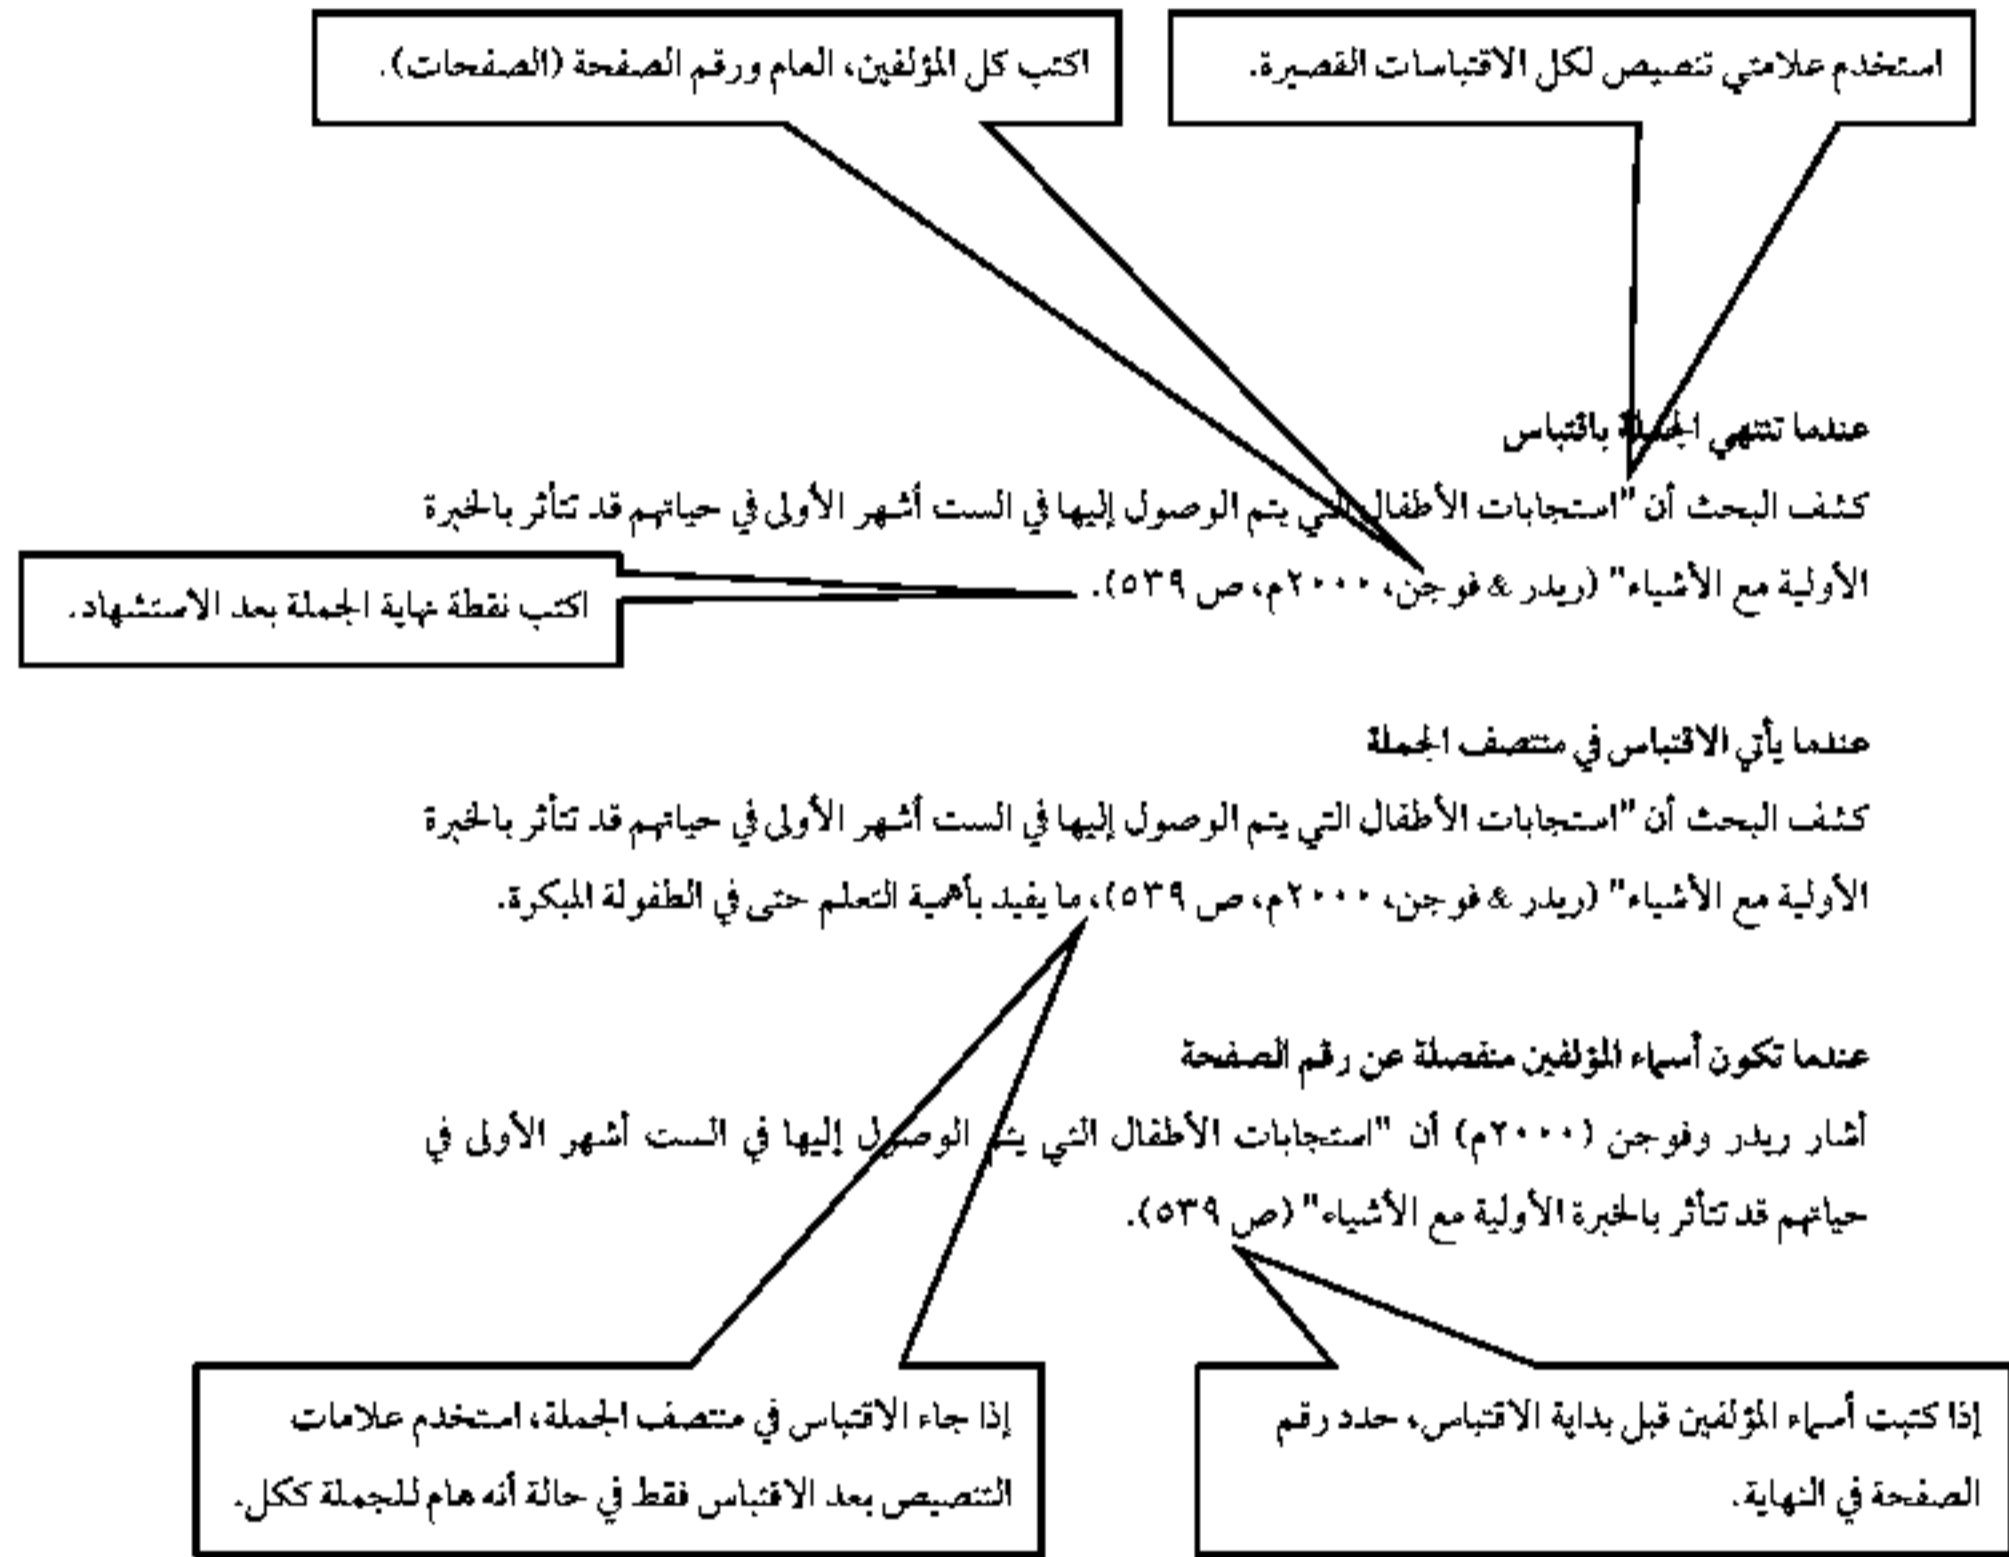 استخدم علامتي تنصيص لكل الاقتباسات القصيرة.
اكتب كل المؤلفين، العام ورقم الصفحة (الصفحات).
عندما تنتهي الجملة باقتباس
كشف البحث أن "استجابات الأطفال التي يتم الوصول إليها في الست أشهر الأولى في حياتهم قد تتأثر بالخبرة
الأولية مع الأشياء" (ريدر & فوجن، ٢٠٠٠م، ص ٥٣٩).
اكتب نقطة نهاية الجملة بعد الاستشهاد.
عندما يأتي الاقتباس في منتصف الجملة
كشف البحث أن "استجابات الأطفال التي يتم الوصول إليها في الست أشهر الأولى في حياتهم قد تتأثر بالخبرة
الأولية مع الأشياء" (ريدر & فوجن، ٢٠٠٠م، ص ٥٣٩)، ما يفيد بأهمية التعلم حتى في الطفولة المبكرة.
عندما تكون أسماء المؤلفين منفصلة عن رقم الصفحة
أشار ريدر وفوجن (٢٠٠٠م) أن "استجابات الأطفال التي يتم الوصول إليها في الست أشهر الأولى في
حياتهم قد تتأثر بالخبرة الأولية مع الأشياء" (ص ٥٣٩).
إذا كتبت أسماء المؤلفين قبل بداية الاقتباس، حدد رقم
الصفحة في النهاية.
إذا جاء الاقتباس في منتصف الجملة، استخدم علامات
التنصيص بعد الاقتباس فقط في حالة أنه هام للجملة ككل.